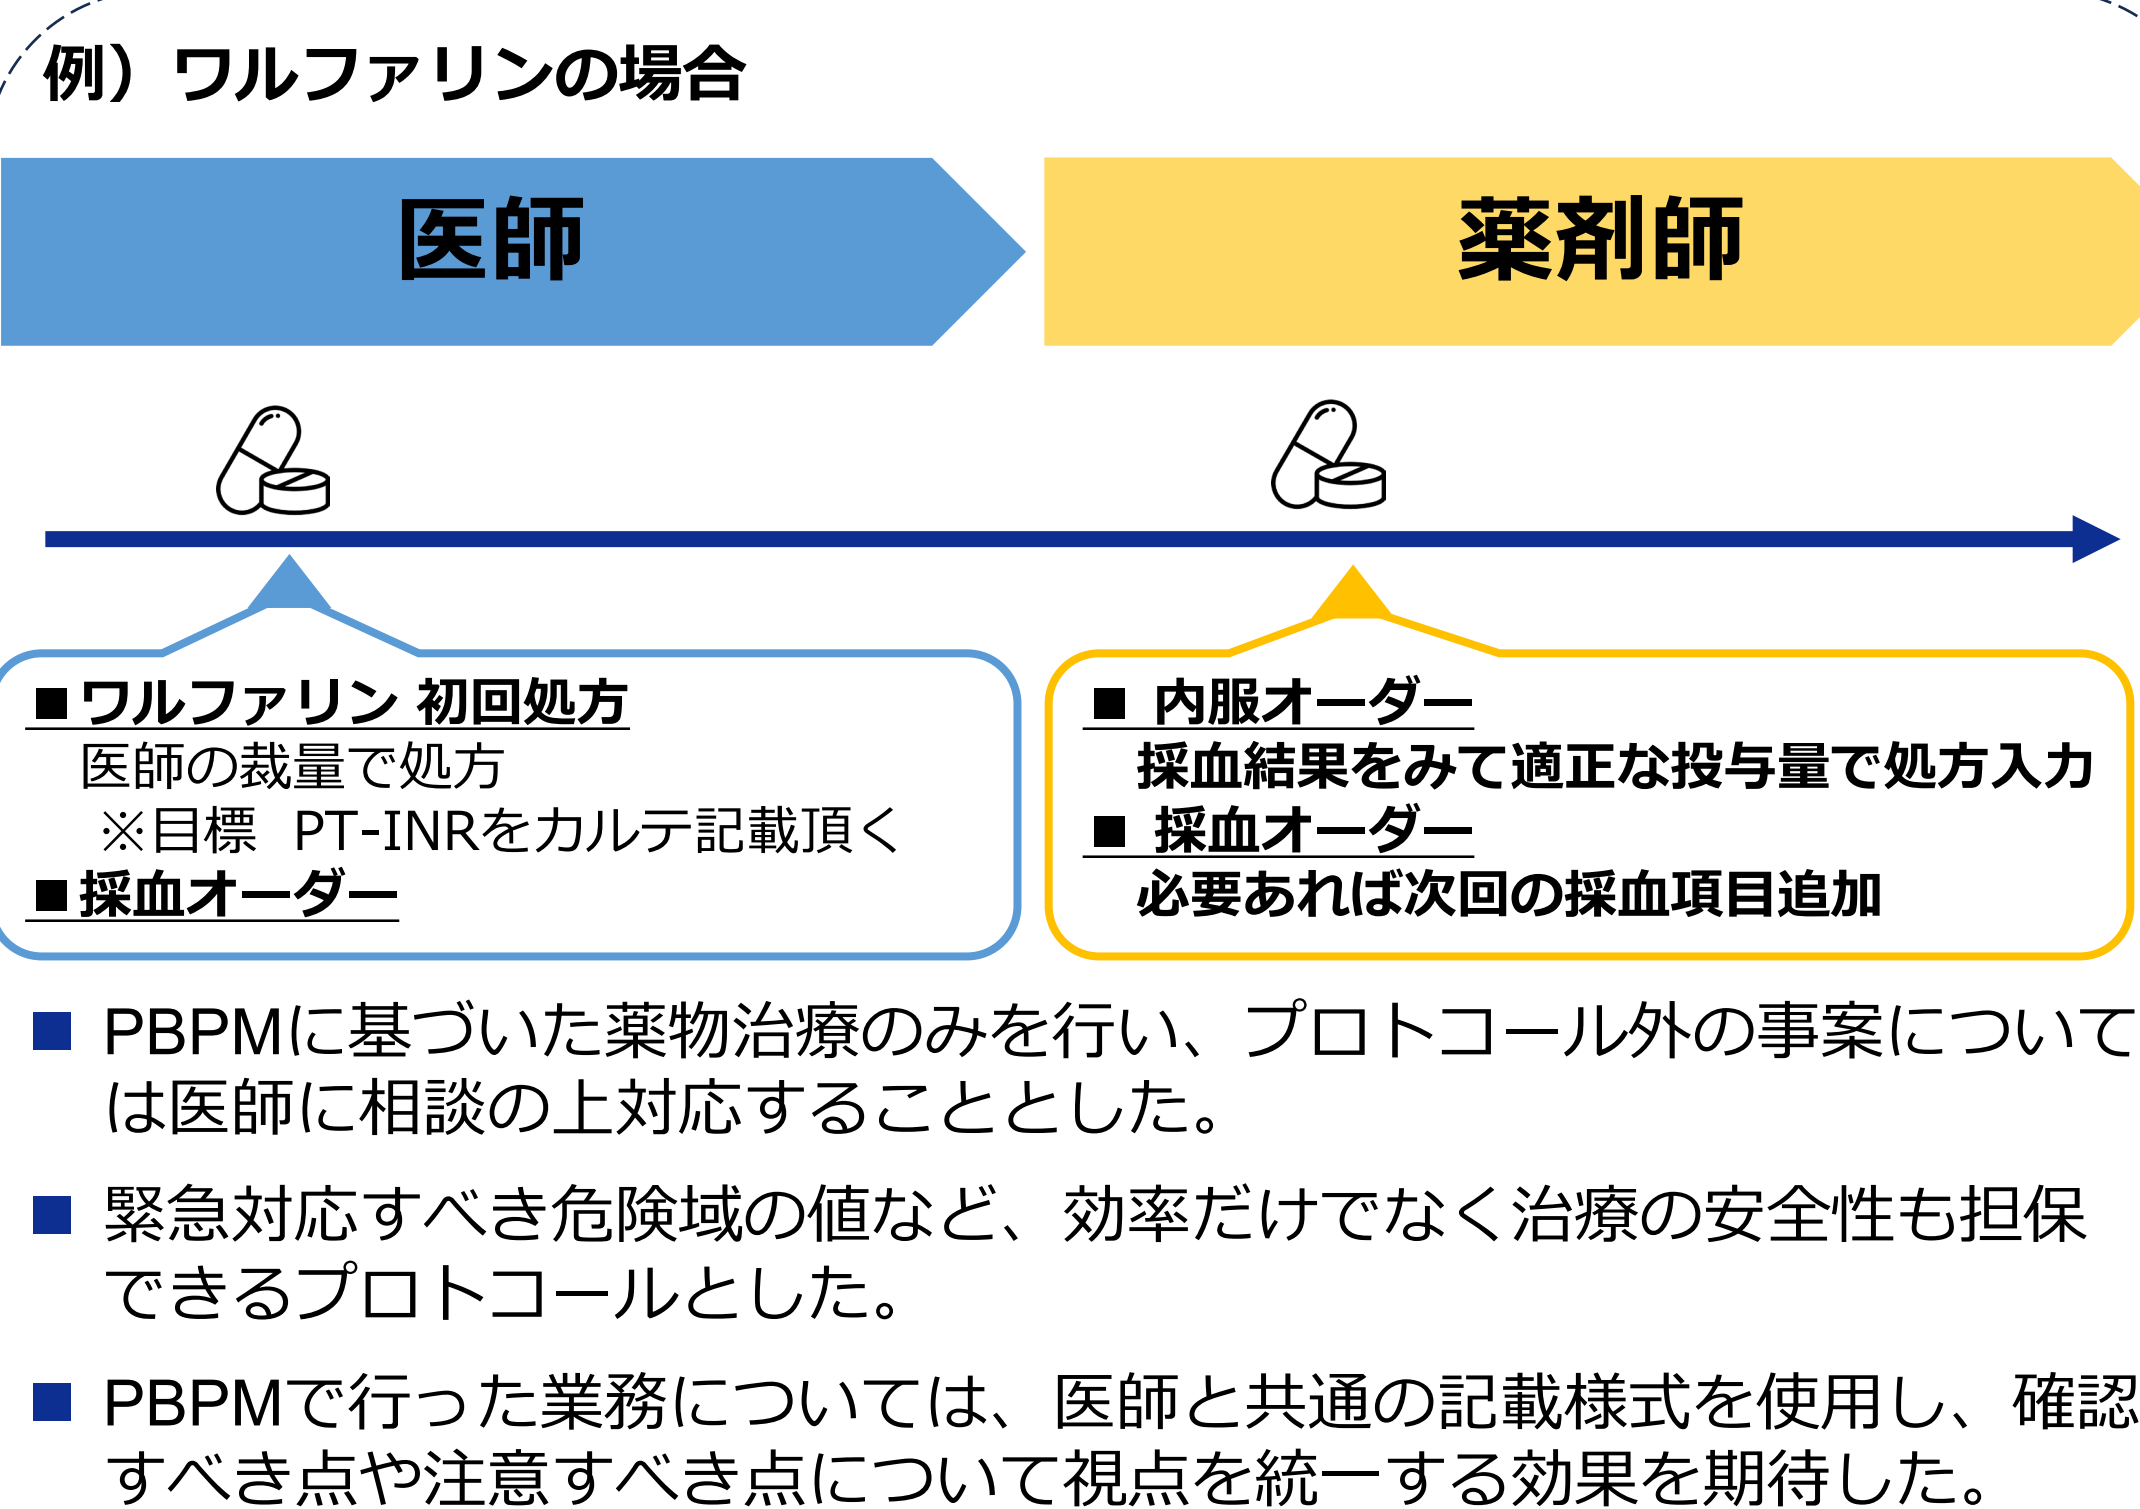 例）ワルファリンの場合
医師
薬剤師
■ワルファリン 初回処方
医師の裁量で処方
※目標　PT-INRをカルテ記載頂く
■採血オーダー
■ 内服オーダー
採血結果をみて適正な投与量で処方入力
■ 採血オーダー
必要あれば次回の採血項目追加
■ PBPMに基づいた薬物治療のみを行い、プロトコール外の事案について
は医師に相談の上対応することとした。
■ 緊急対応すべき危険域の値など、効率だけでなく治療の安全性も担保
できるプロトコールとした。
■ PBPMで行った業務については、医師と共通の記載様式を使用し、確認
すべき点や注意すべき点について視点を統一する効果を期待した。